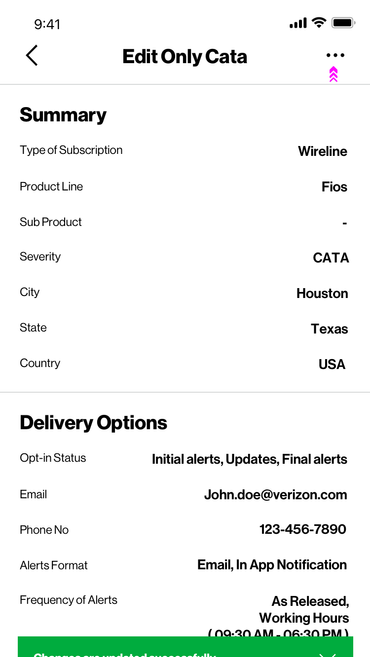 9:41
Edit Only Cata
Summary
Type of Subscription Wireline
Product Line Fios
Sub Product -
Severity CATA
City Houston
State Texas
Country USA
Delivery Options
Opt-in Status Initial alerts, Updates, Final alerts
Email John.doe@verizon.com
Phone No 123-456-7890
Alerts Format Email, In App Notification
Frequency of Alerts As Released,
Working Hours
( 09:30 AM - 06:30 PM )
Changes are updated successfully